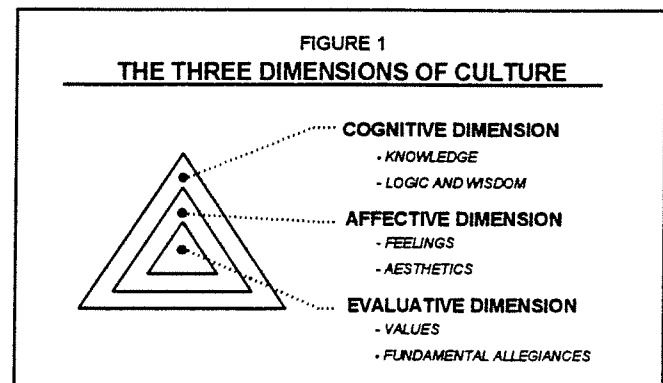 FIGURE 1
THE THREE DIMENSIONS OF CULTURE
COGNITIVE DIMENSION
- KNOWLEDGE
- LOGIC AND WISDOM
AFFECTIVE DIMENSION
- FEELINGS
- AESTHETICS
EVALUATIVE DIMENSION
- VALUES
- FUNDAMENTAL ALLEGIANCES